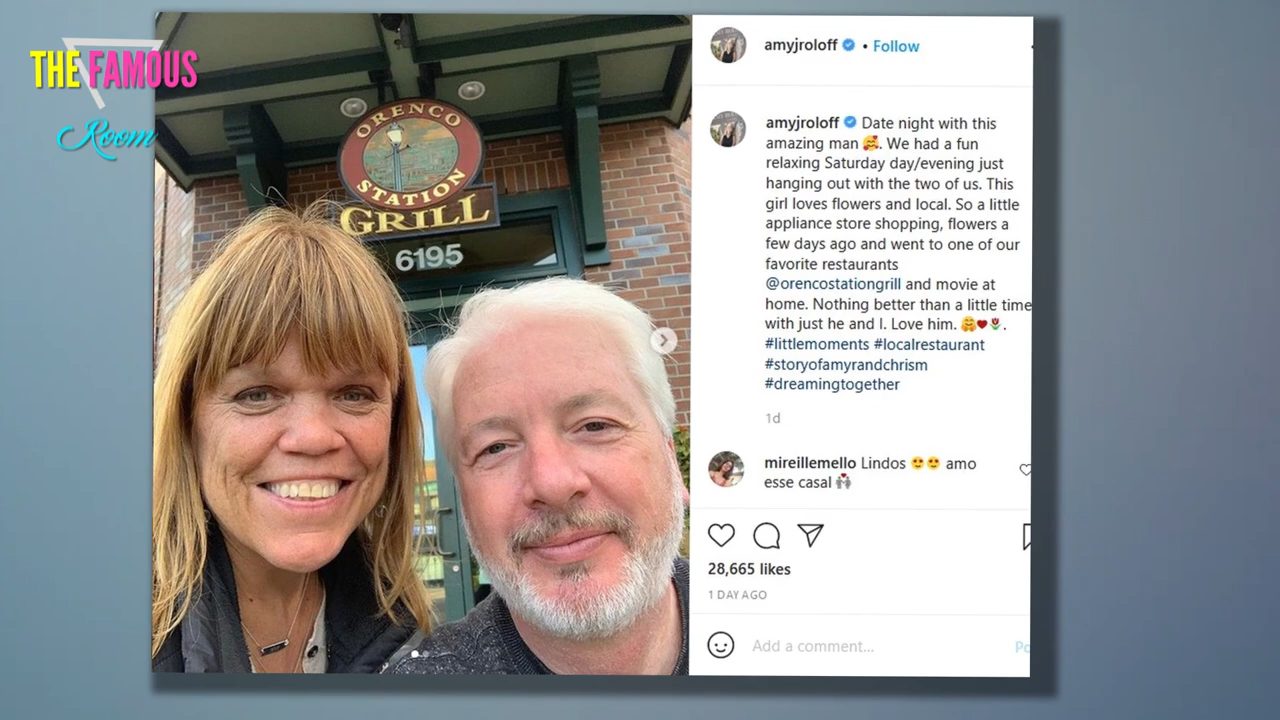 THE FAMOUS
Room
ORENCO
STATION
GRILL
6195
amyjroloff • Follow
amyjroloff Date night with this
amazing man 🥰. We had a fun
relaxing Saturday day/evening just
hanging out with the two of us. This
girl loves flowers and local. So a little
appliance store shopping, flowers a
few days ago and went to one of our
favorite restaurants
@orencostationgrill and movie at
home. Nothing better than a little time
with just he and I. Love him. 🤗❤️🌷.
#littlemoments #localrestaurant
#storyofamyrandchrism
#dreamingtogether
1d
mireillemello Lindos 😍😍 amo
esse casal 👩‍❤️‍👨
28,665 likes
1 DAY AGO
Add a comment...